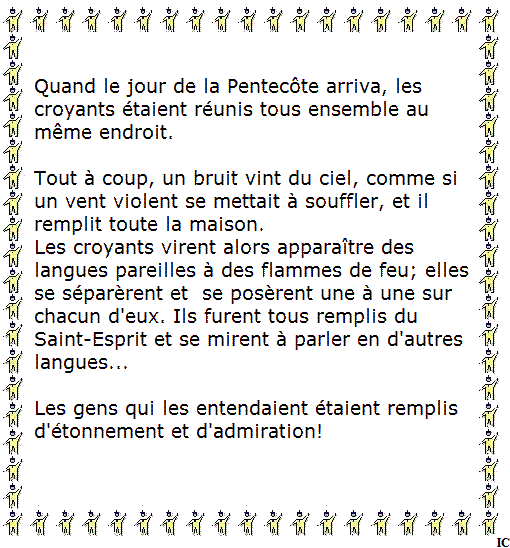 Quand le jour de la Pentecôte arriva, les
croyants étaient réunis tous ensemble au
même endroit.
Tout à coup, un bruit vint du ciel, comme si
un vent violent se mettait à souffler, et il
remplit toute la maison.
Les croyants virent alors apparaître des
langues pareilles à des flammes de feu; elles
se séparèrent et  se posèrent une à une sur
chacun d'eux. Ils furent tous remplis du
Saint-Esprit et se mirent à parler en d'autres
langues...
Les gens qui les entendaient étaient remplis
d'étonnement et d'admiration!
IC